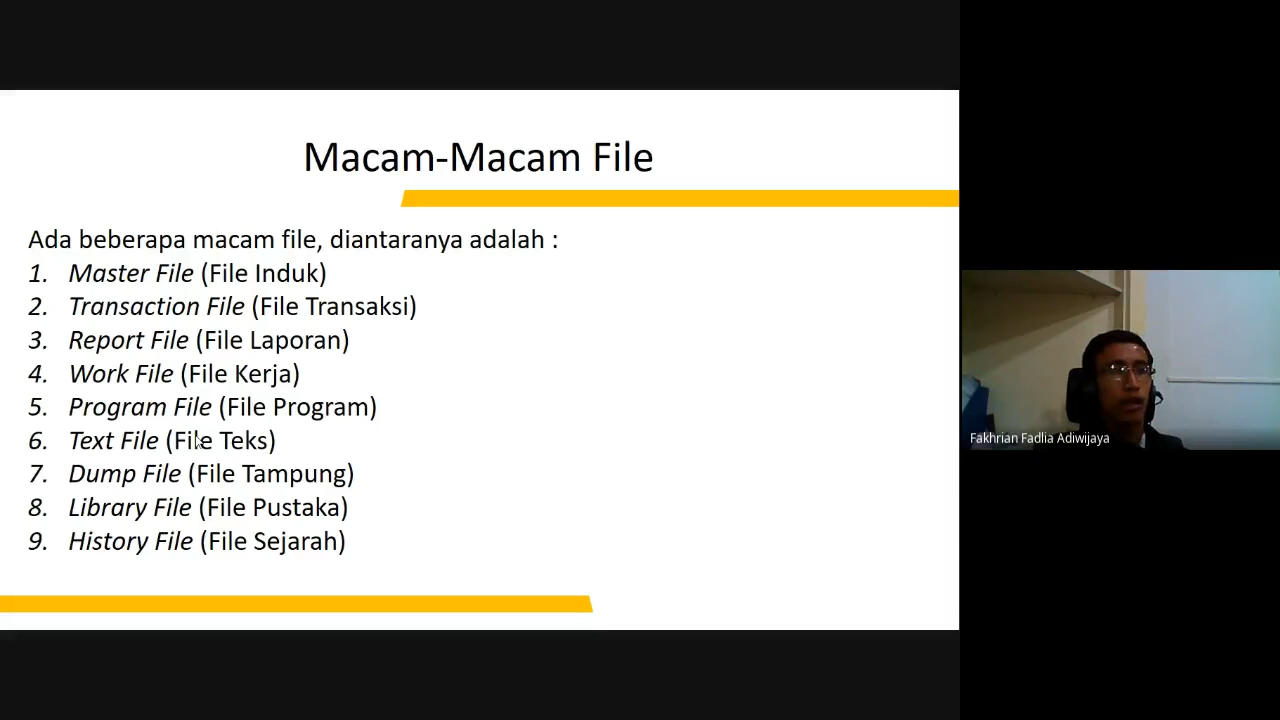 Macam-Macam File
Ada beberapa macam file, diantaranya adalah :
1. Master File (File Induk)
2. Transaction File (File Transaksi)
3. Report File (File Laporan)
4. Work File (File Kerja)
5. Program File (File Program)
6. Text File (File Teks)
7. Dump File (File Tampung)
8. Library File (File Pustaka)
9. History File (File Sejarah)
Fakhrian Fadlia Adiwijaya